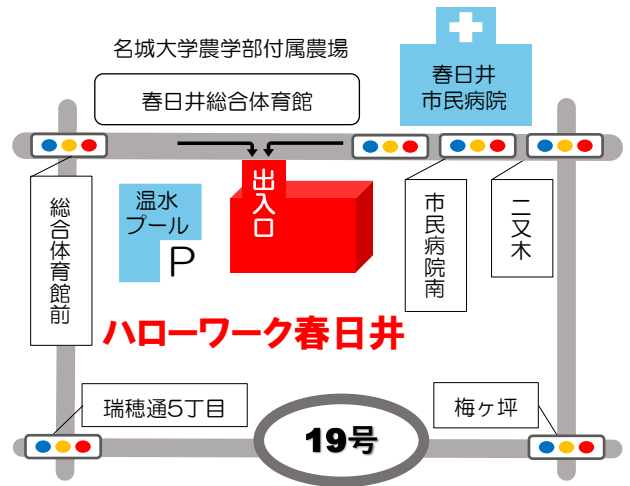 名城大学農学部付属農場
春日井総合体育館
春日井
市民病院
総合体育館前
温水
プール
P
出入口
市民病院南
二又木
ハローワーク春日井
瑞穂通5丁目
19号
梅ヶ坪